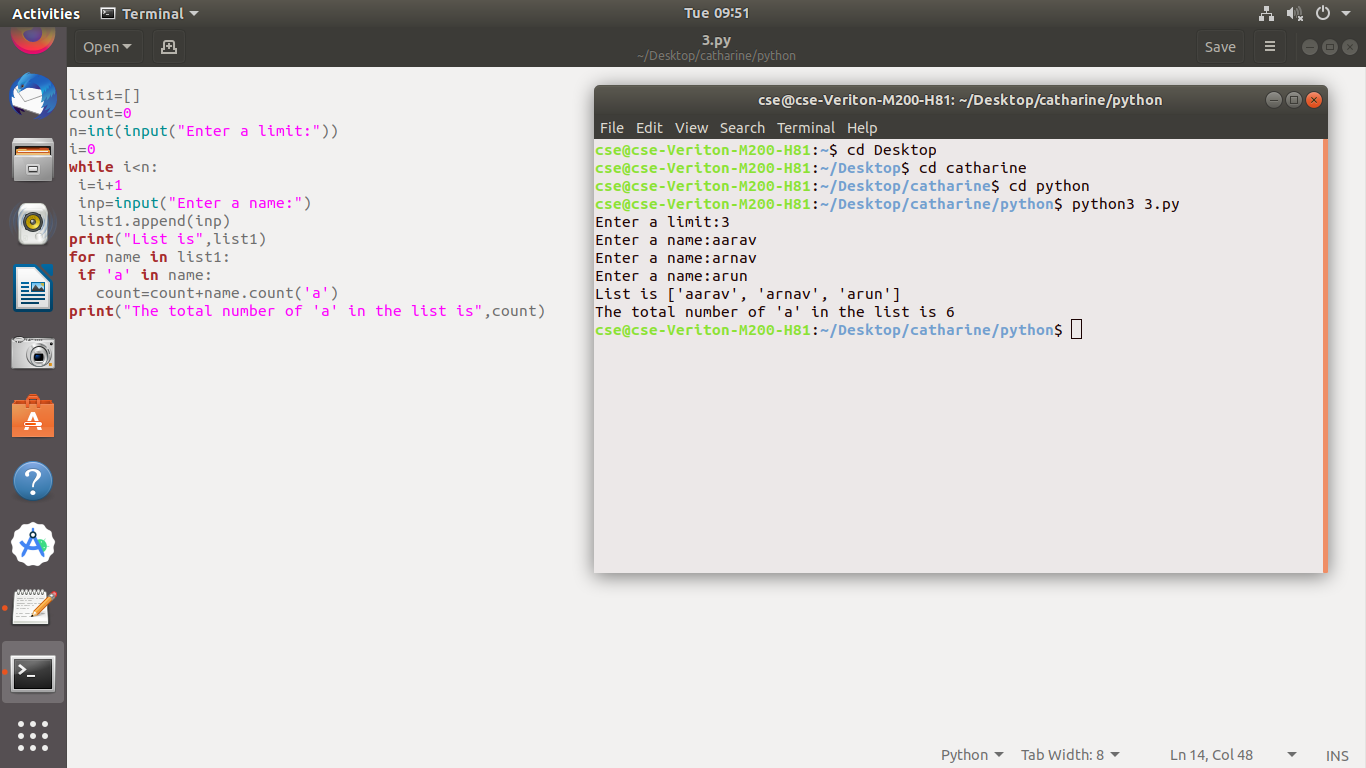 Activities Terminal Tue 09:51
Open 3.py Save
~/Desktop/catharine/python
list1=[]
count=0
n=int(input("Enter a limit:"))
i=0
while i<n:
 i=i+1
 inp=input("Enter a name:")
 list1.append(inp)
print("List is",list1)
for name in list1:
 if 'a' in name:
   count=count+name.count('a')
print("The total number of 'a' in the list is",count)
cse@cse-Veriton-M200-H81: ~/Desktop/catharine/python
File Edit View Search Terminal Help
cse@cse-Veriton-M200-H81:~$ cd Desktop
cse@cse-Veriton-M200-H81:~/Desktop$ cd catharine
cse@cse-Veriton-M200-H81:~/Desktop/catharine$ cd python
cse@cse-Veriton-M200-H81:~/Desktop/catharine/python$ python3 3.py
Enter a limit:3
Enter a name:aarav
Enter a name:arnav
Enter a name:arun
List is ['aarav', 'arnav', 'arun']
The total number of 'a' in the list is 6
cse@cse-Veriton-M200-H81:~/Desktop/catharine/python$
Python Tab Width: 8 Ln 14, Col 48 INS